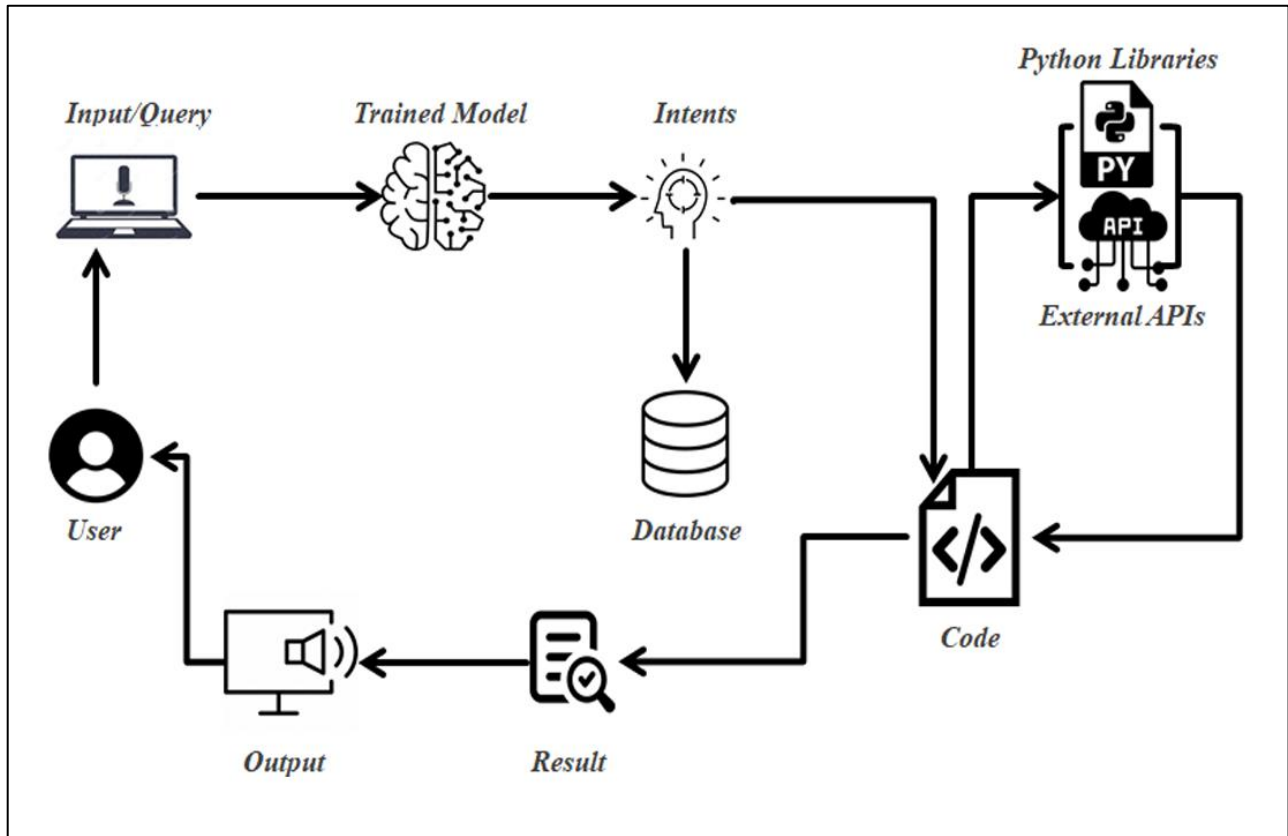 Python Libraries
Input/Query
Trained Model
Intents
PY
API
External APIs
User
Database
</>
Code
Output
Result